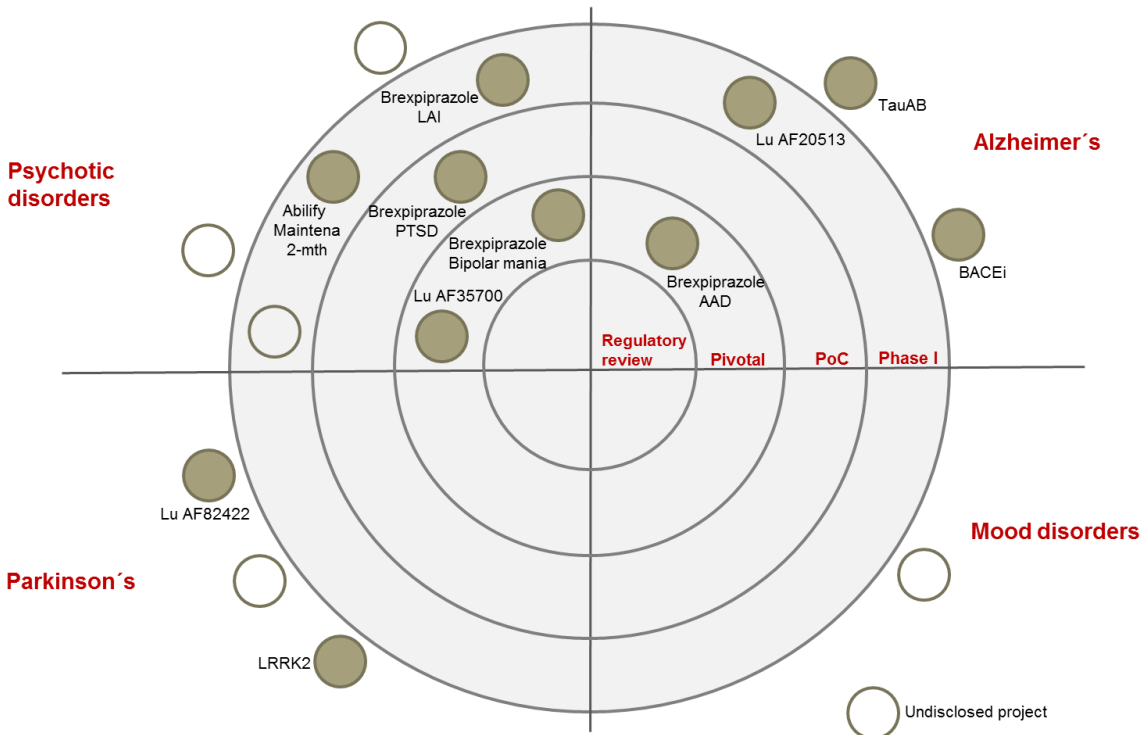 Brexpiprazole
LAI
TauAB
Lu AF20513
Alzheimer´s
Psychotic
disorders
Abilify
Maintena
2-mth
Brexpiprazole
PTSD
Brexpiprazole
Bipolar mania
BACEi
Brexpiprazole
AAD
Lu AF35700
Regulatory
review
Pivotal
PoC
Phase I
Lu AF82422
Mood disorders
Parkinson´s
LRRK2
Undisclosed project